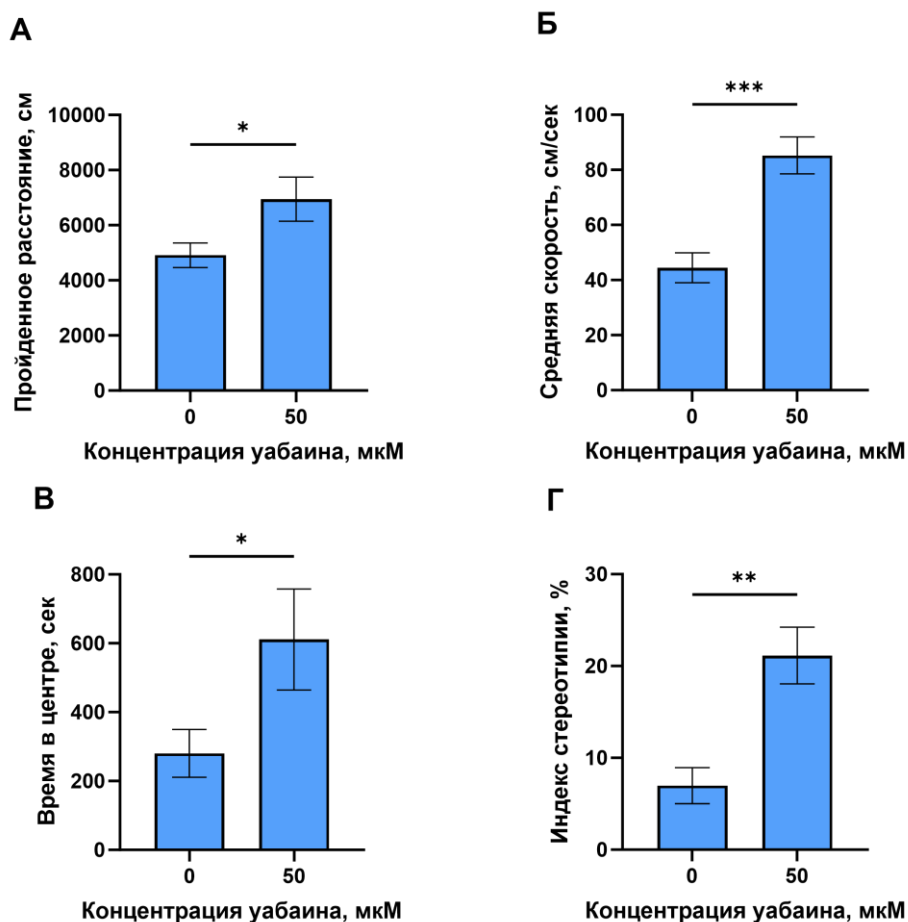 А
Пройденное расстояние, см
10000
8000
6000
4000
2000
0
*
0
50
Концентрация уабаина, мкМ
Б
Средняя скорость, см/сек
100
80
60
40
20
0
***
0
50
Концентрация уабаина, мкМ
В
Время в центре, сек
800
600
400
200
0
*
0
50
Концентрация уабаина, мкМ
Г
Индекс стереотипии, %
30
20
10
0
**
0
50
Концентрация уабаина, мкМ